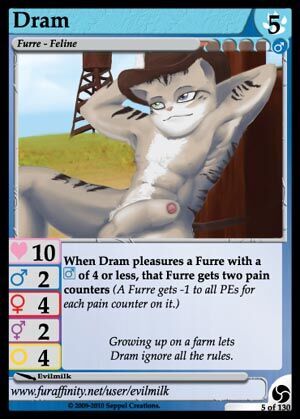 Dram
5
Furre - Feline
10
2
4
2
4
When Dram pleasures a Furre with a
♂ of 4 or less, that Furre gets two pain
counters (A Furre gets -1 to all PEs for
each pain counter on it.)
Growing up on a farm lets
Dram ignore all the rules.
Evilmilk
www.furaffinity.net/user/evilmilk
©2009-2010 Seppel Creations.
5 of 130